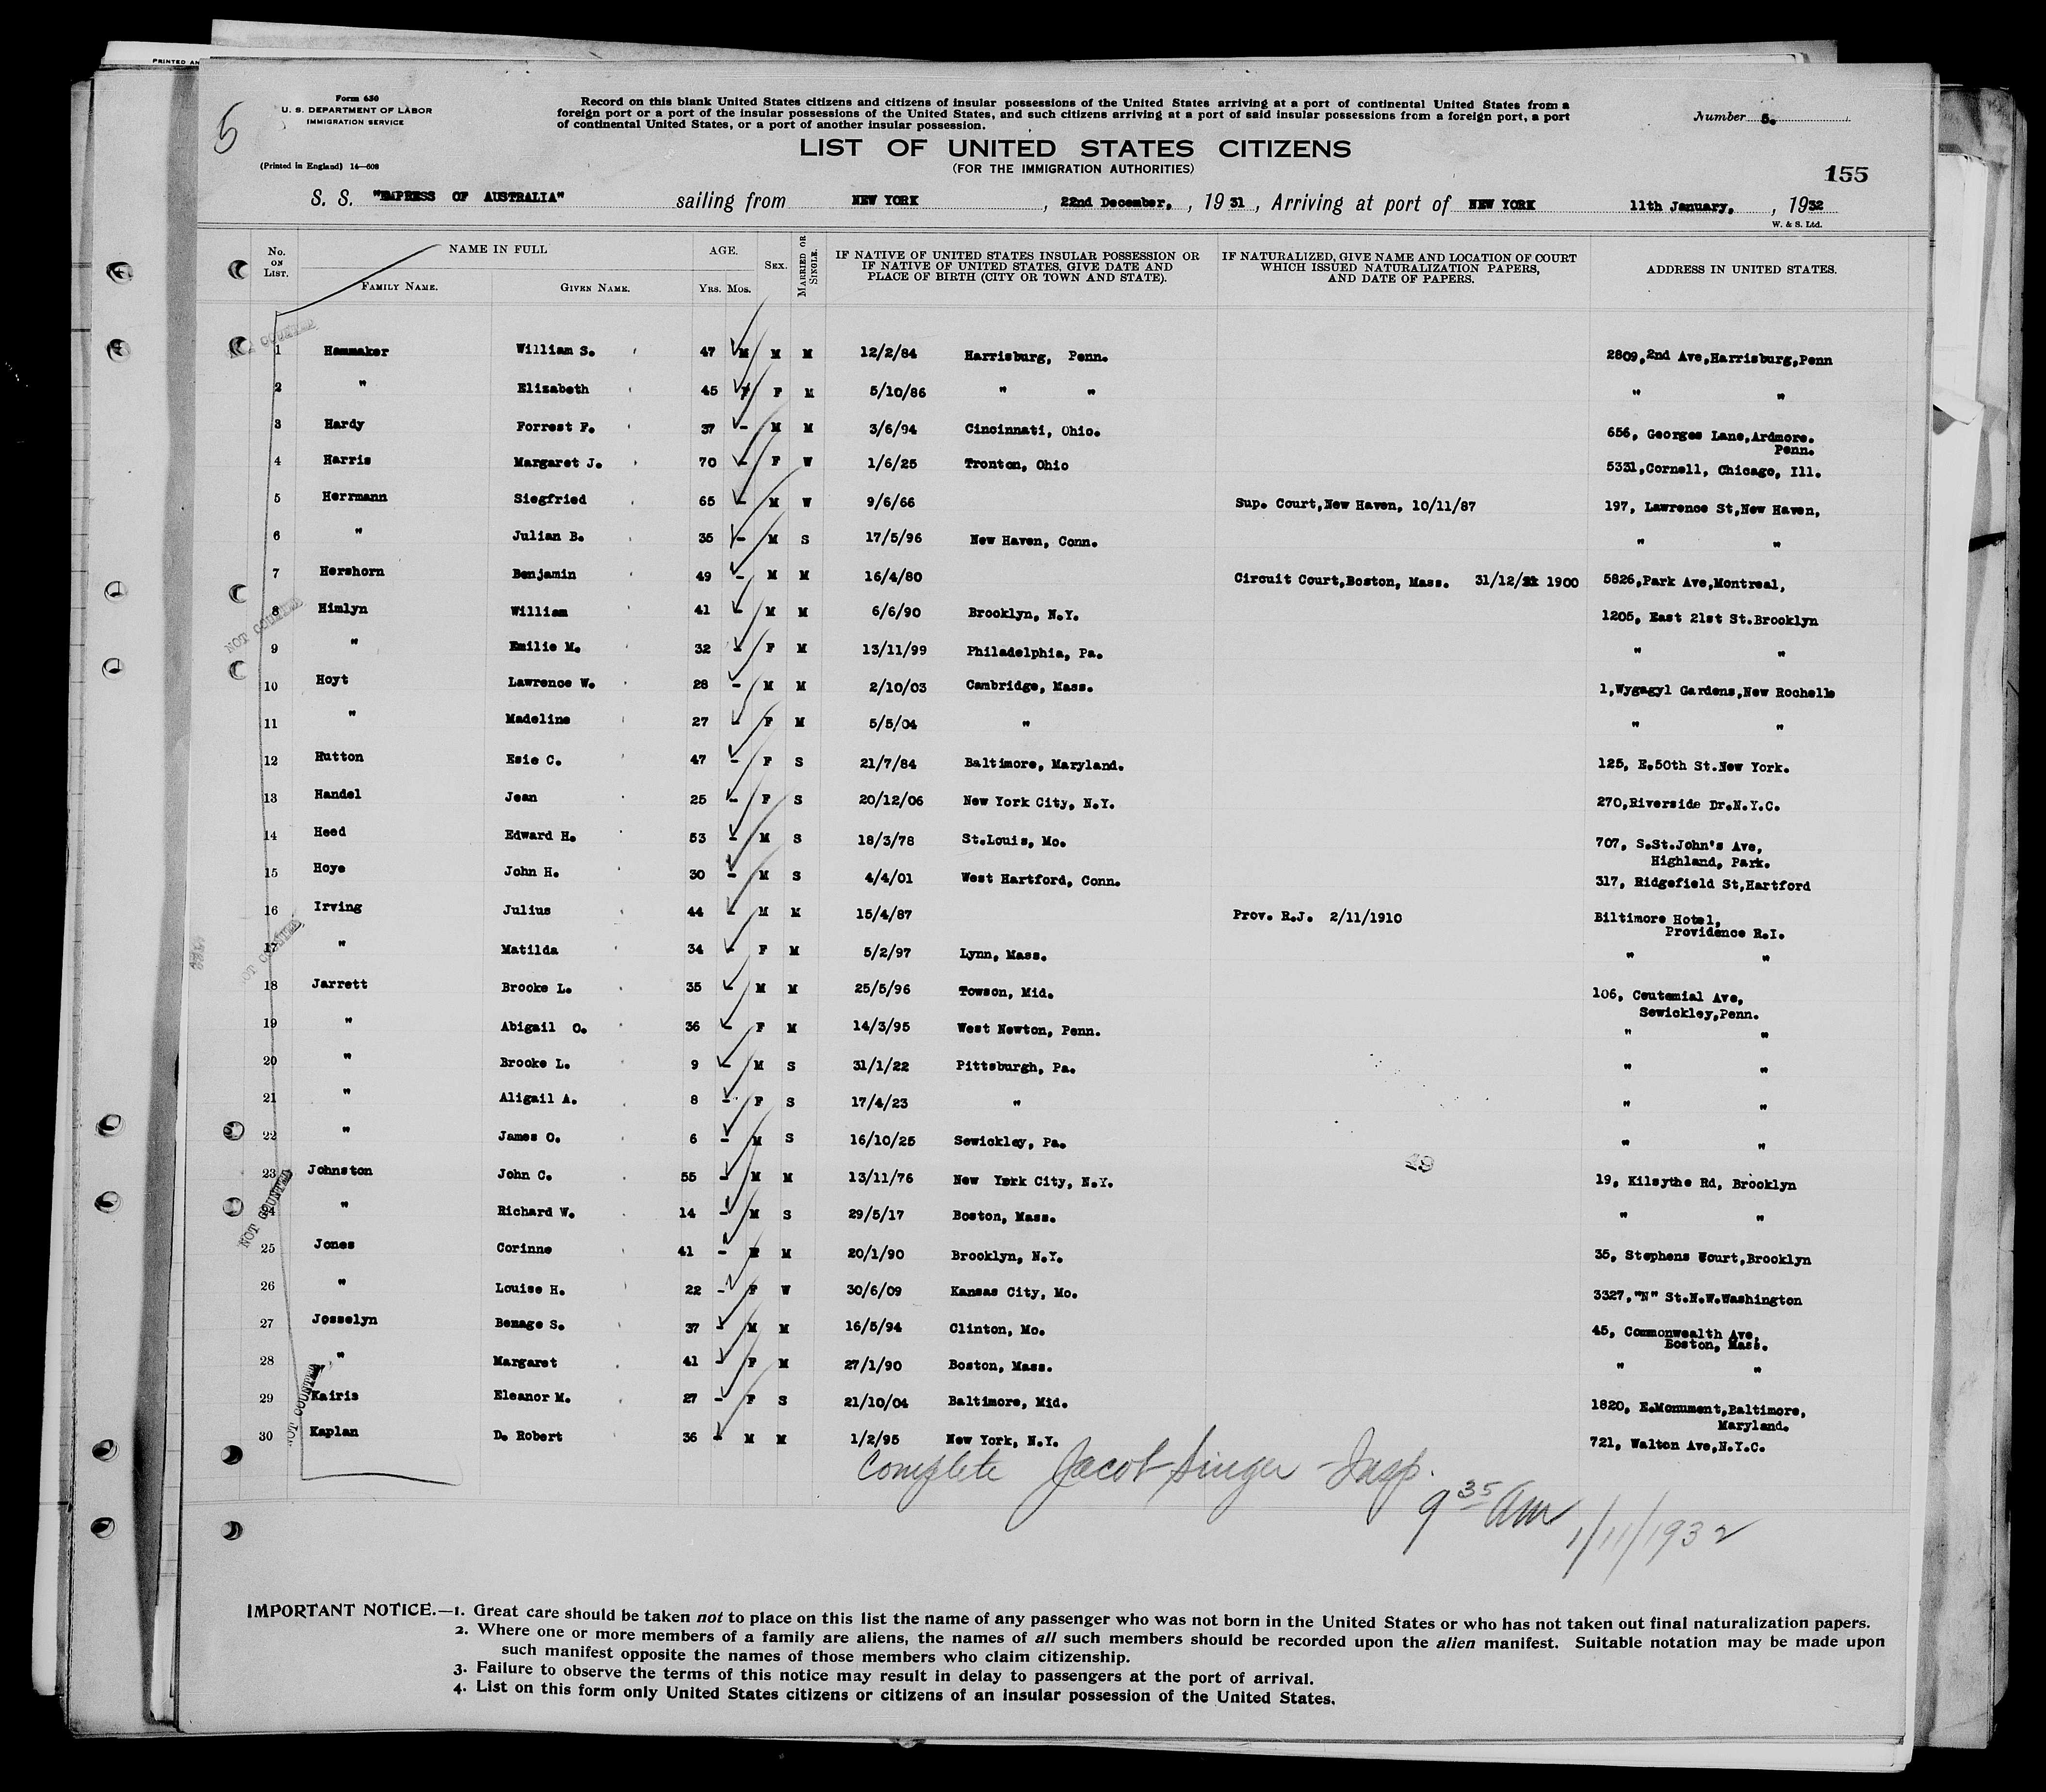 PRINTED AN
5
Form 630
U. S. DEPARTMENT OF LABOR
IMMIGRATION SERVICE
(Printed in England) 14—608
Record on this blank United States citizens and citizens of insular possessions of the United States arriving at a port of continental United States from a
foreign port or a port of the insular possessions of the United States, and such citizens arriving at a port of said insular possessions from a foreign port, a port
of continental United States, or a port of another insular possession.
Number 5.
LIST OF UNITED STATES CITIZENS
(FOR THE IMMIGRATION AUTHORITIES)
155
S. S. "EMPRESS OF AUSTRALIA" sailing from NEW YORK, 22nd December, , 1931, Arriving at port of NEW YORK 11th January, , 1932
W. & S. Ltd.
No. ON LIST. NAME IN FULL AGE. SEX. MARRIED OR SINGLE. IF NATIVE OF UNITED STATES INSULAR POSSESSION OR IF NATIVE OF UNITED STATES, GIVE DATE AND PLACE OF BIRTH (CITY OR TOWN AND STATE). IF NATURALIZED, GIVE NAME AND LOCATION OF COURT WHICH ISSUED NATURALIZATION PAPERS, AND DATE OF PAPERS. ADDRESS IN UNITED STATES.
FAMILY NAME. GIVEN NAME. YRS. MOS.
1 Hammaker William S. 47 M M M 12/2/84 Harrisburg, Penn. 2809,2nd Ave,Harrisburg,Penn
2 " Elizabeth 45 F F M 5/10/86 " " " "
3 Hardy Forrest F. 37 - M M 3/6/94 Cincinnati, Ohio. 656, Georges Lane,Ardmore.
Penn.
4 Harris Margaret J. 70 - F W 1/6/25 Tronton, Ohio 5331,Cornell, Chicago, Ill.
5 Herrmann Siegfried 65 - M W 9/6/66 Sup. Court,New Haven, 10/11/87 197, Lawrence St,New Haven,
6 " Julian B. 35 - M S 17/5/96 New Haven, Conn. " "
7 Hershorn Benjamin 49 - M M 16/4/80 Circuit Court,Boston, Mass. 31/12/ 1900 5826,Park Ave,Montreal,
8 Himlyn William 41 - M M 6/6/90 Brooklyn, N.Y. 1205, East 21st St.Brooklyn
9 " Emilie M. 32 - F M 13/11/99 Philadelphia, Pa. " "
10 Hoyt Lawrence W. 28 - M M 2/10/03 Cambridge, Mass. 1,Wygagyl Gardens,New Rochelle
11 " Madeline 27 - F M 5/5/04 " " "
12 Hutton Esie C. 47 - F S 21/7/84 Baltimore, Maryland. 125, E.50th St.New York.
13 Handel Jean 25 - F S 20/12/06 New York City, N.Y. 270,Riverside Dr.N.Y.C.
14 Heed Edward H. 53 - M S 18/3/78 St.Louis, Mo. 707, S.St.John's Ave,
Highland, Park.
15 Hoye John H. 30 - M S 4/4/01 West Hartford, Conn. 317, Ridgefield St,Hartford
16 Irving Julius 44 - M M 15/4/87 Prov. R.J. 2/11/1910 Biltmore Hotel,
Providence R.I.
17 " Matilda 34 - F M 5/2/97 Lynn, Mass. " "
18 Jarrett Brooke L. 35 - M M 25/5/96 Towson, Mid. 106, Ceutemial Ave,
Sewickley,Penn.
19 " Abigail O. 36 - F M 14/3/95 West Newton, Penn. " "
20 " Brooke L. 9 - M S 31/1/22 Pittsburgh, Pa. " "
21 " Aligail A. 8 - F S 17/4/23 " " "
22 " James O. 6 - M S 16/10/25 Sewickley, Pa. " "
23 Johnston John C. 55 - M M 13/11/76 New York City, N.Y. 19, Kilsythe Rd, Brooklyn
24 " Richard W. 14 - M S 29/5/17 Boston, Mass. " "
25 Jones Corinne 41 - M 20/1/90 Brooklyn, N.Y. 35, Stephens Court,Brooklyn
26 " Louise H. 22 - F W 30/6/09 Kansas City, Mo. 3327,"N" St.N.W.Washington
27 Josselyn Benage S. 37 - M M 16/5/94 Clinton, Mo. 45, Commonwealth Ave,
Boston, Mass.
28 " Margaret 41 - F M 27/1/90 Boston, Mass. " "
29 Kairis Eleanor M. 27 - F S 21/10/04 Baltimore, Mid. 1820, E.Monument,Baltimore,
Maryland.
30 Kaplan D. Robert 36 - M M 1/2/95 New York, N.Y. 721, Walton Ave,N.Y.C.
NOT COUNTED
NOT COUNTED
NOT COUNTED
NOT COUNTED
NOT COUNTED
Complete Jacob Singer Insp.
9 35 AM 1/11/1932
IMPORTANT NOTICE.—1. Great care should be taken not to place on this list the name of any passenger who was not born in the United States or who has not taken out final naturalization papers.
2. Where one or more members of a family are aliens, the names of all such members should be recorded upon the alien manifest. Suitable notation may be made upon
such manifest opposite the names of those members who claim citizenship.
3. Failure to observe the terms of this notice may result in delay to passengers at the port of arrival.
4. List on this form only United States citizens or citizens of an insular possession of the United States.